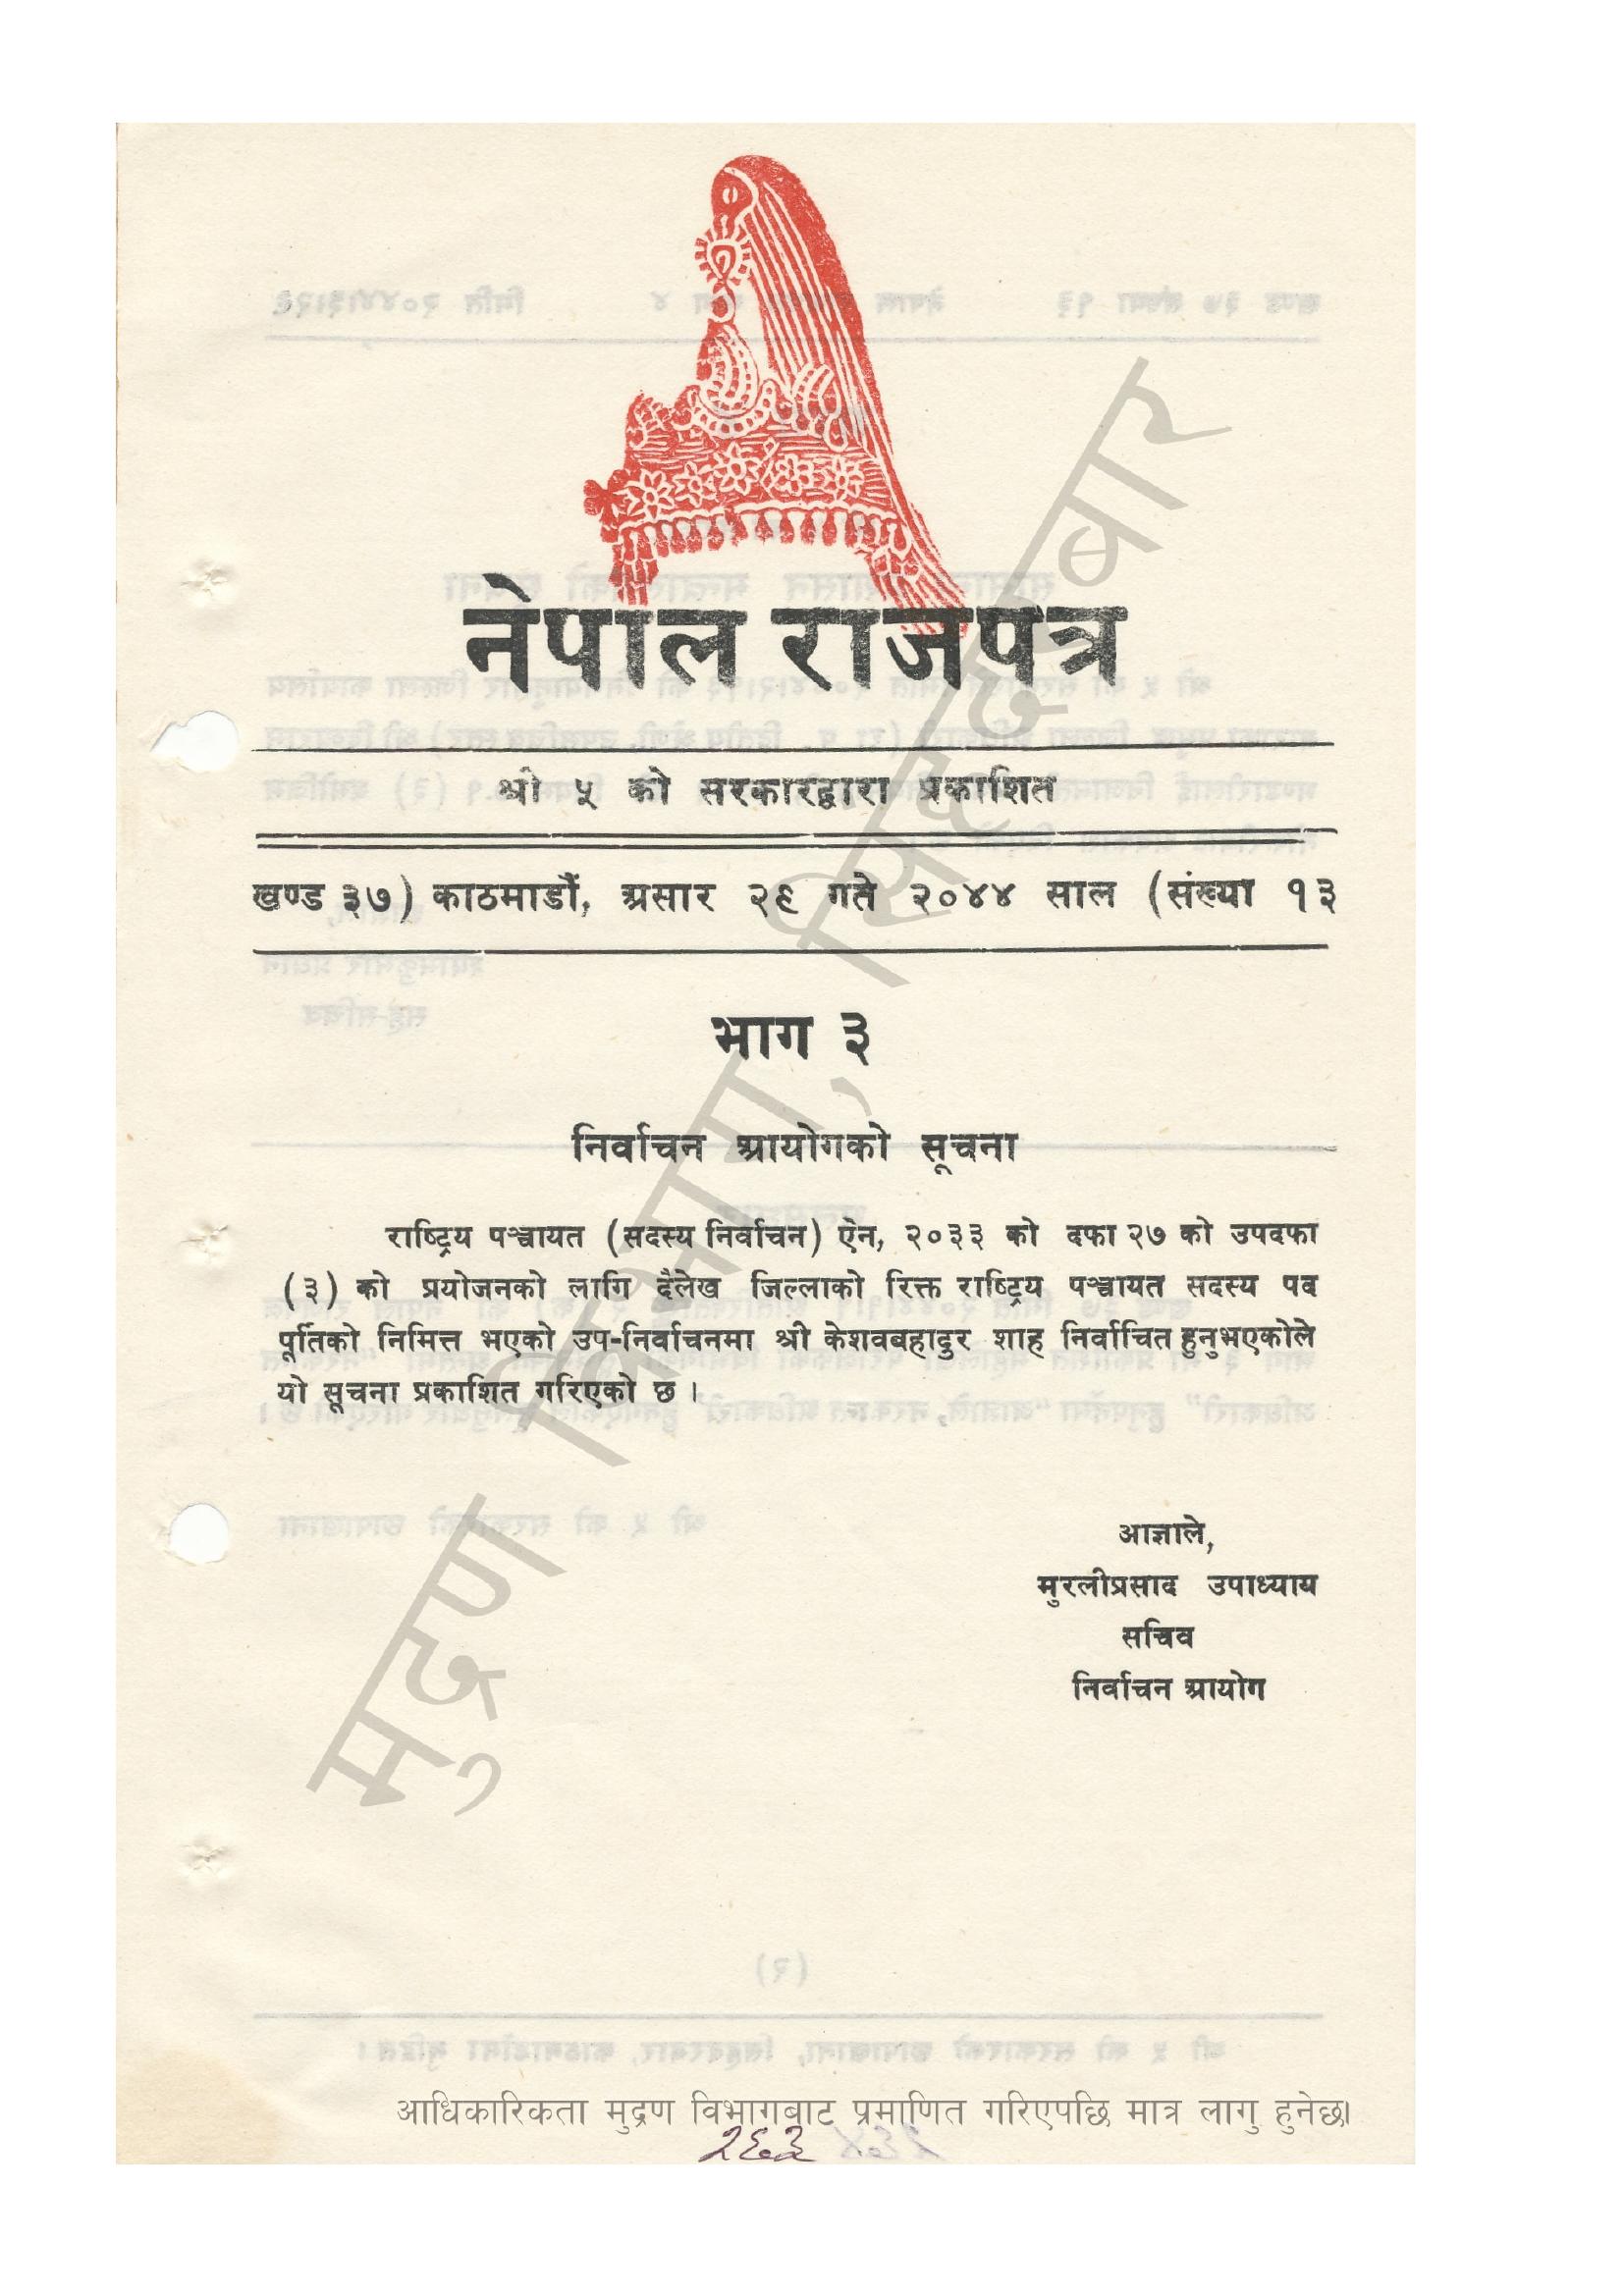 नेपाल राजपत्र
श्री ५ को सरकारद्वारा प्रकाशित
खण्ड ३७) काठमाडौं, असार २९ गते २०४४ साल (संख्या १३
भाग ३
निर्वाचन आयोगको सूचना
राष्ट्रिय पञ्चायत (सदस्य निर्वाचन) ऐन, २०३३ को दफा २७ को उपदफा
(३) को प्रयोजनको लागि दैलेख जिल्लाको रिक्त राष्ट्रिय पञ्चायत सदस्य पद
पूर्तिको निमित्त भएको उप-निर्वाचनमा श्री केशवबहादुर शाह निर्वाचित हुनुभएकोले
यो सूचना प्रकाशित गरिएको छ ।
आज्ञाले,
मुरलीप्रसाद उपाध्याय
सचिव
निर्वाचन आयोग
मुद्रण विभाग, सिंहदरबार
आधिकारिकता मुद्रण विभागबाट प्रमाणित गरिएपछि मात्र लागु हुनेछ।
२६३